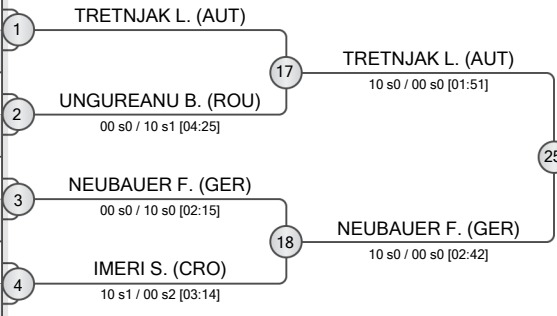 1
TRETNJAK L. (AUT)
17
TRETNJAK L. (AUT)
10 s0 / 00 s0 [01:51]
2
UNGUREANU B. (ROU)
00 s0 / 10 s1 [04:25]
25
3
NEUBAUER F. (GER)
00 s0 / 10 s0 [02:15]
18
NEUBAUER F. (GER)
10 s0 / 00 s0 [02:42]
4
IMERI S. (CRO)
10 s1 / 00 s2 [03:14]